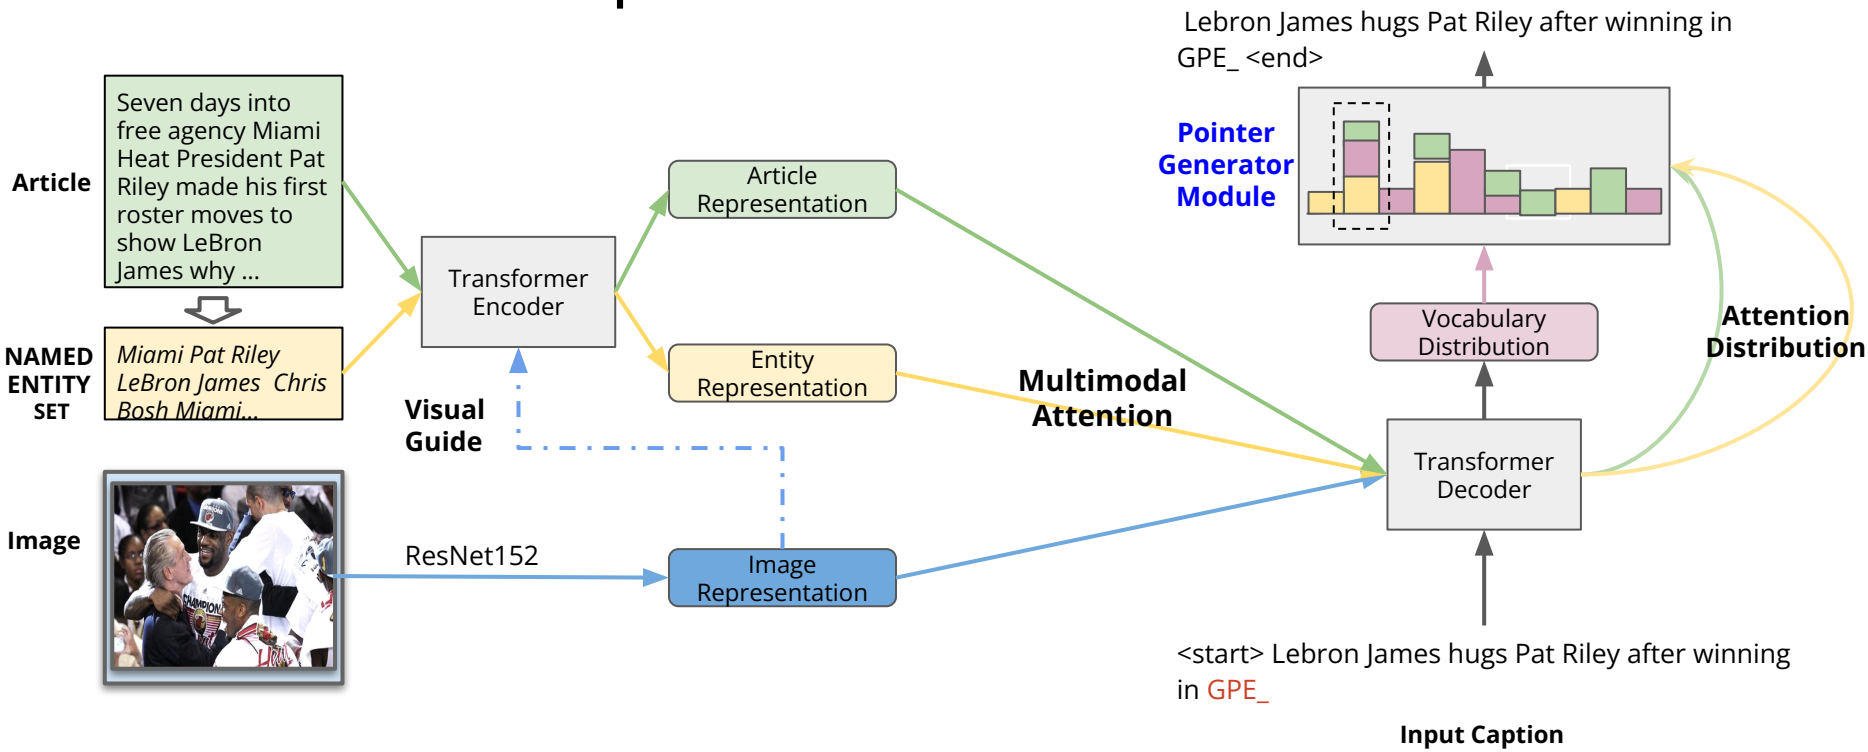 Lebron James hugs Pat Riley after winning in
GPE_ <end>
Article
Seven days into
free agency Miami
Heat President Pat
Riley made his first
roster moves to
show LeBron
James why ...
NAMED
ENTITY
SET
Miami Pat Riley
LeBron James  Chris
Bosh Miami...
Image
Transformer
Encoder
Visual
Guide
ResNet152
Article
Representation
Entity
Representation
Image
Representation
Multimodal
Attention
Pointer
Generator
Module
Vocabulary
Distribution
Attention
Distribution
Transformer
Decoder
<start> Lebron James hugs Pat Riley after winning
in GPE_
Input Caption